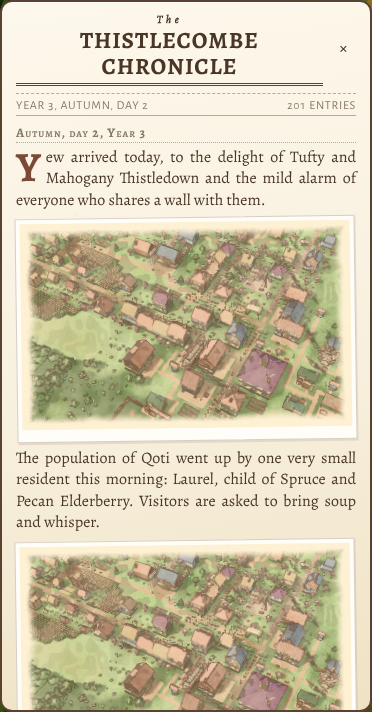 The
THISTLECOMBE
CHRONICLE
×
YEAR 3, AUTUMN, DAY 2 201 ENTRIES
Autumn, day 2, Year 3
Yew arrived today, to the delight of Tufty and
Mahogany Thistledown and the mild alarm of
everyone who shares a wall with them.
The population of Qoti went up by one very small
resident this morning: Laurel, child of Spruce and
Pecan Elderberry. Visitors are asked to bring soup
and whisper.